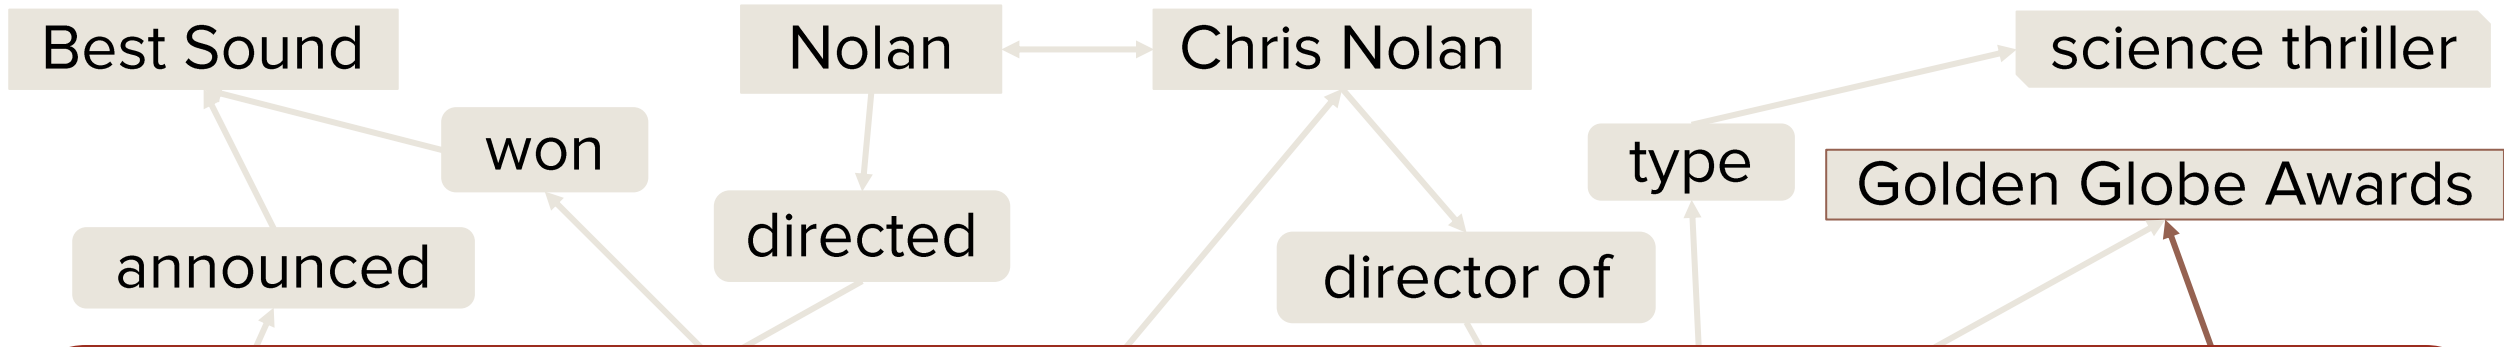 Best Sound
Nolan
Chris Nolan
science thriller
won
type
Golden Globe Awards
directed
announced
director of